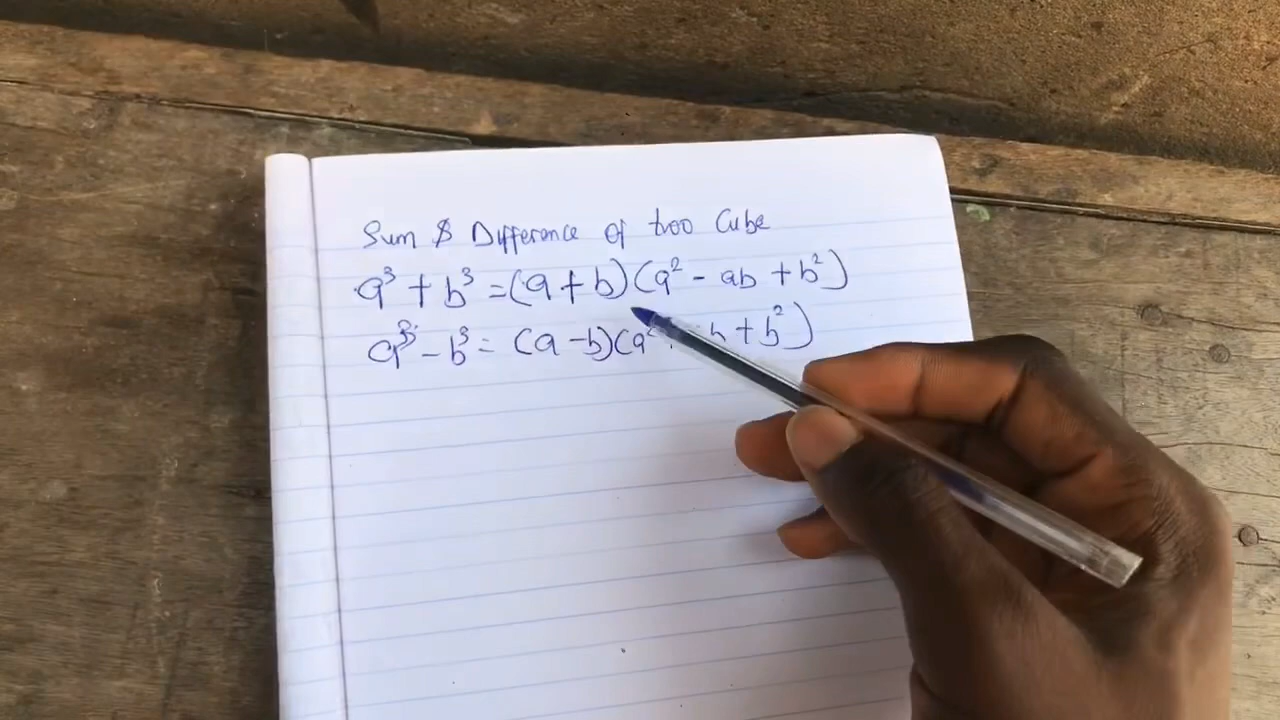 Sum $ Difference of two Cube
a³ + b³ = (a + b)(a² - ab + b²)
a³ - b³ = (a - b)(a² + b²)